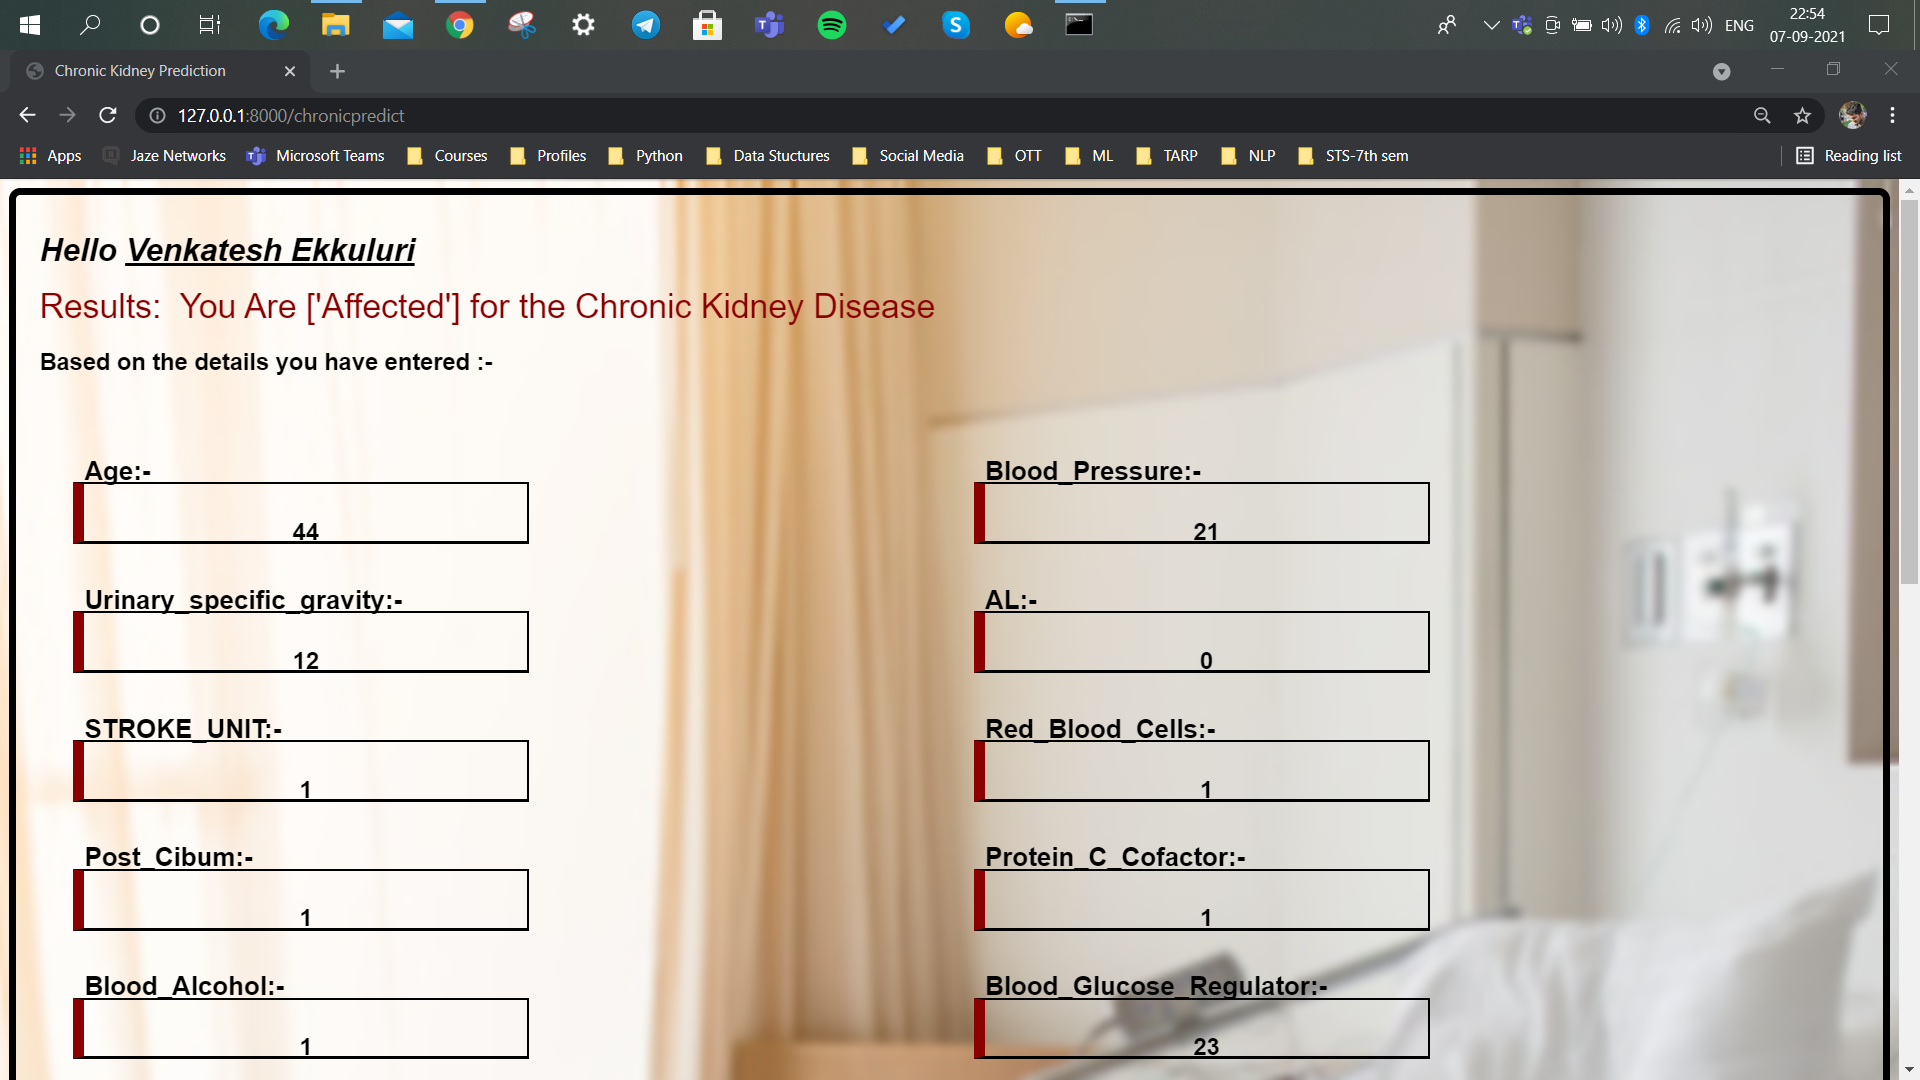 ENG
22:54
07-09-2021
Chronic Kidney Prediction
127.0.0.1:8000/chronicpredict
Apps
Jaze Networks
Microsoft Teams
Courses
Profiles
Python
Data Stuctures
Social Media
OTT
ML
TARP
NLP
STS-7th sem
Reading list
Hello Venkatesh Ekkuluri
Results: You Are ['Affected'] for the Chronic Kidney Disease
Based on the details you have entered :-
Age:-
44
Blood_Pressure:-
21
Urinary_specific_gravity:-
12
AL:-
0
STROKE_UNIT:-
1
Red_Blood_Cells:-
1
Post_Cibum:-
1
Protein_C_Cofactor:-
1
Blood_Alcohol:-
1
Blood_Glucose_Regulator:-
23